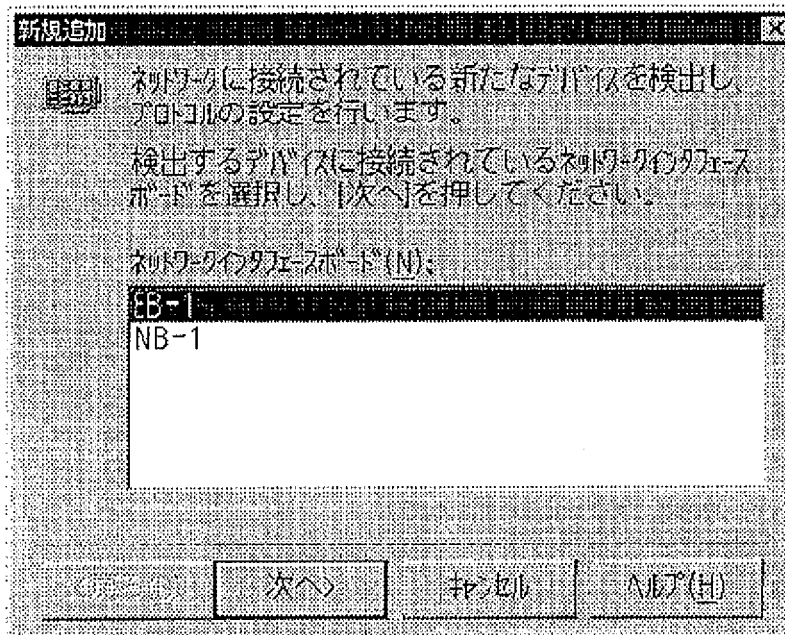 新規追加
ﾈｯﾄﾜｰｸに接続されている新たなﾃﾞﾊﾞｲｽを検出し、
ﾌﾟﾛﾄｺﾙの設定を行います。
検出するﾃﾞﾊﾞｲｽに接続されているﾈｯﾄﾜｰｸｲﾝﾀﾌｪｰｽ
ﾎﾞｰﾄﾞを選択し、[次へ]を押してください。
ﾈｯﾄﾜｰｸｲﾝﾀﾌｪｰｽﾎﾞｰﾄﾞ(N):
EB-1
NB-1
次へ>
ｷｬﾝｾﾙ
ﾍﾙﾌﾟ(H)